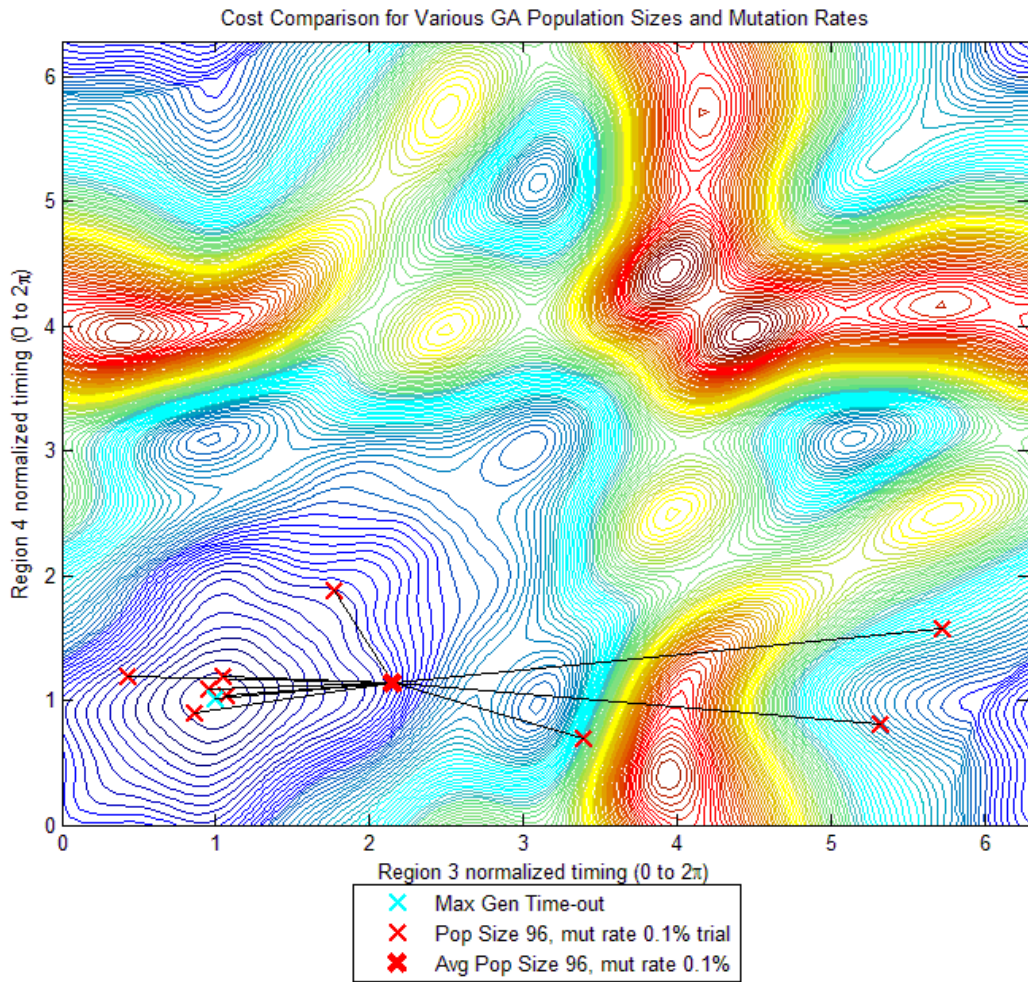 Cost Comparison for Various GA Population Sizes and Mutation Rates
6
5
4
3
2
1
0
Region 4 normalized timing (0 to 2π)
0 1 2 3 4 5 6
Region 3 normalized timing (0 to 2π)
Max Gen Time-out
Pop Size 96, mut rate 0.1% trial
Avg Pop Size 96, mut rate 0.1%